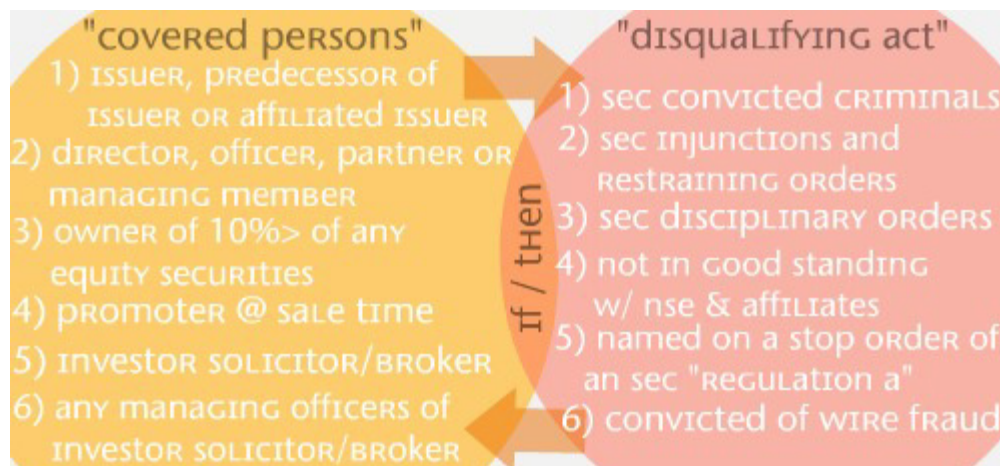 "covered persons"
1) issuer, predecessor of
issuer or affiliated issuer
2) director, officer, partner or
managing member
3) owner of 10%> of any
equity securities
4) promoter @ sale time
5) investor solicitor/broker
6) any managing officers of
investor solicitor/broker
if / then
"disqualifying act"
1) sec convicted criminals
2) sec injunctions and
restraining orders
3) sec disciplinary orders
4) not in good standing
w/ nse & affiliates
5) named on a stop order of
an sec "regulation a"
6) convicted of wire fraud